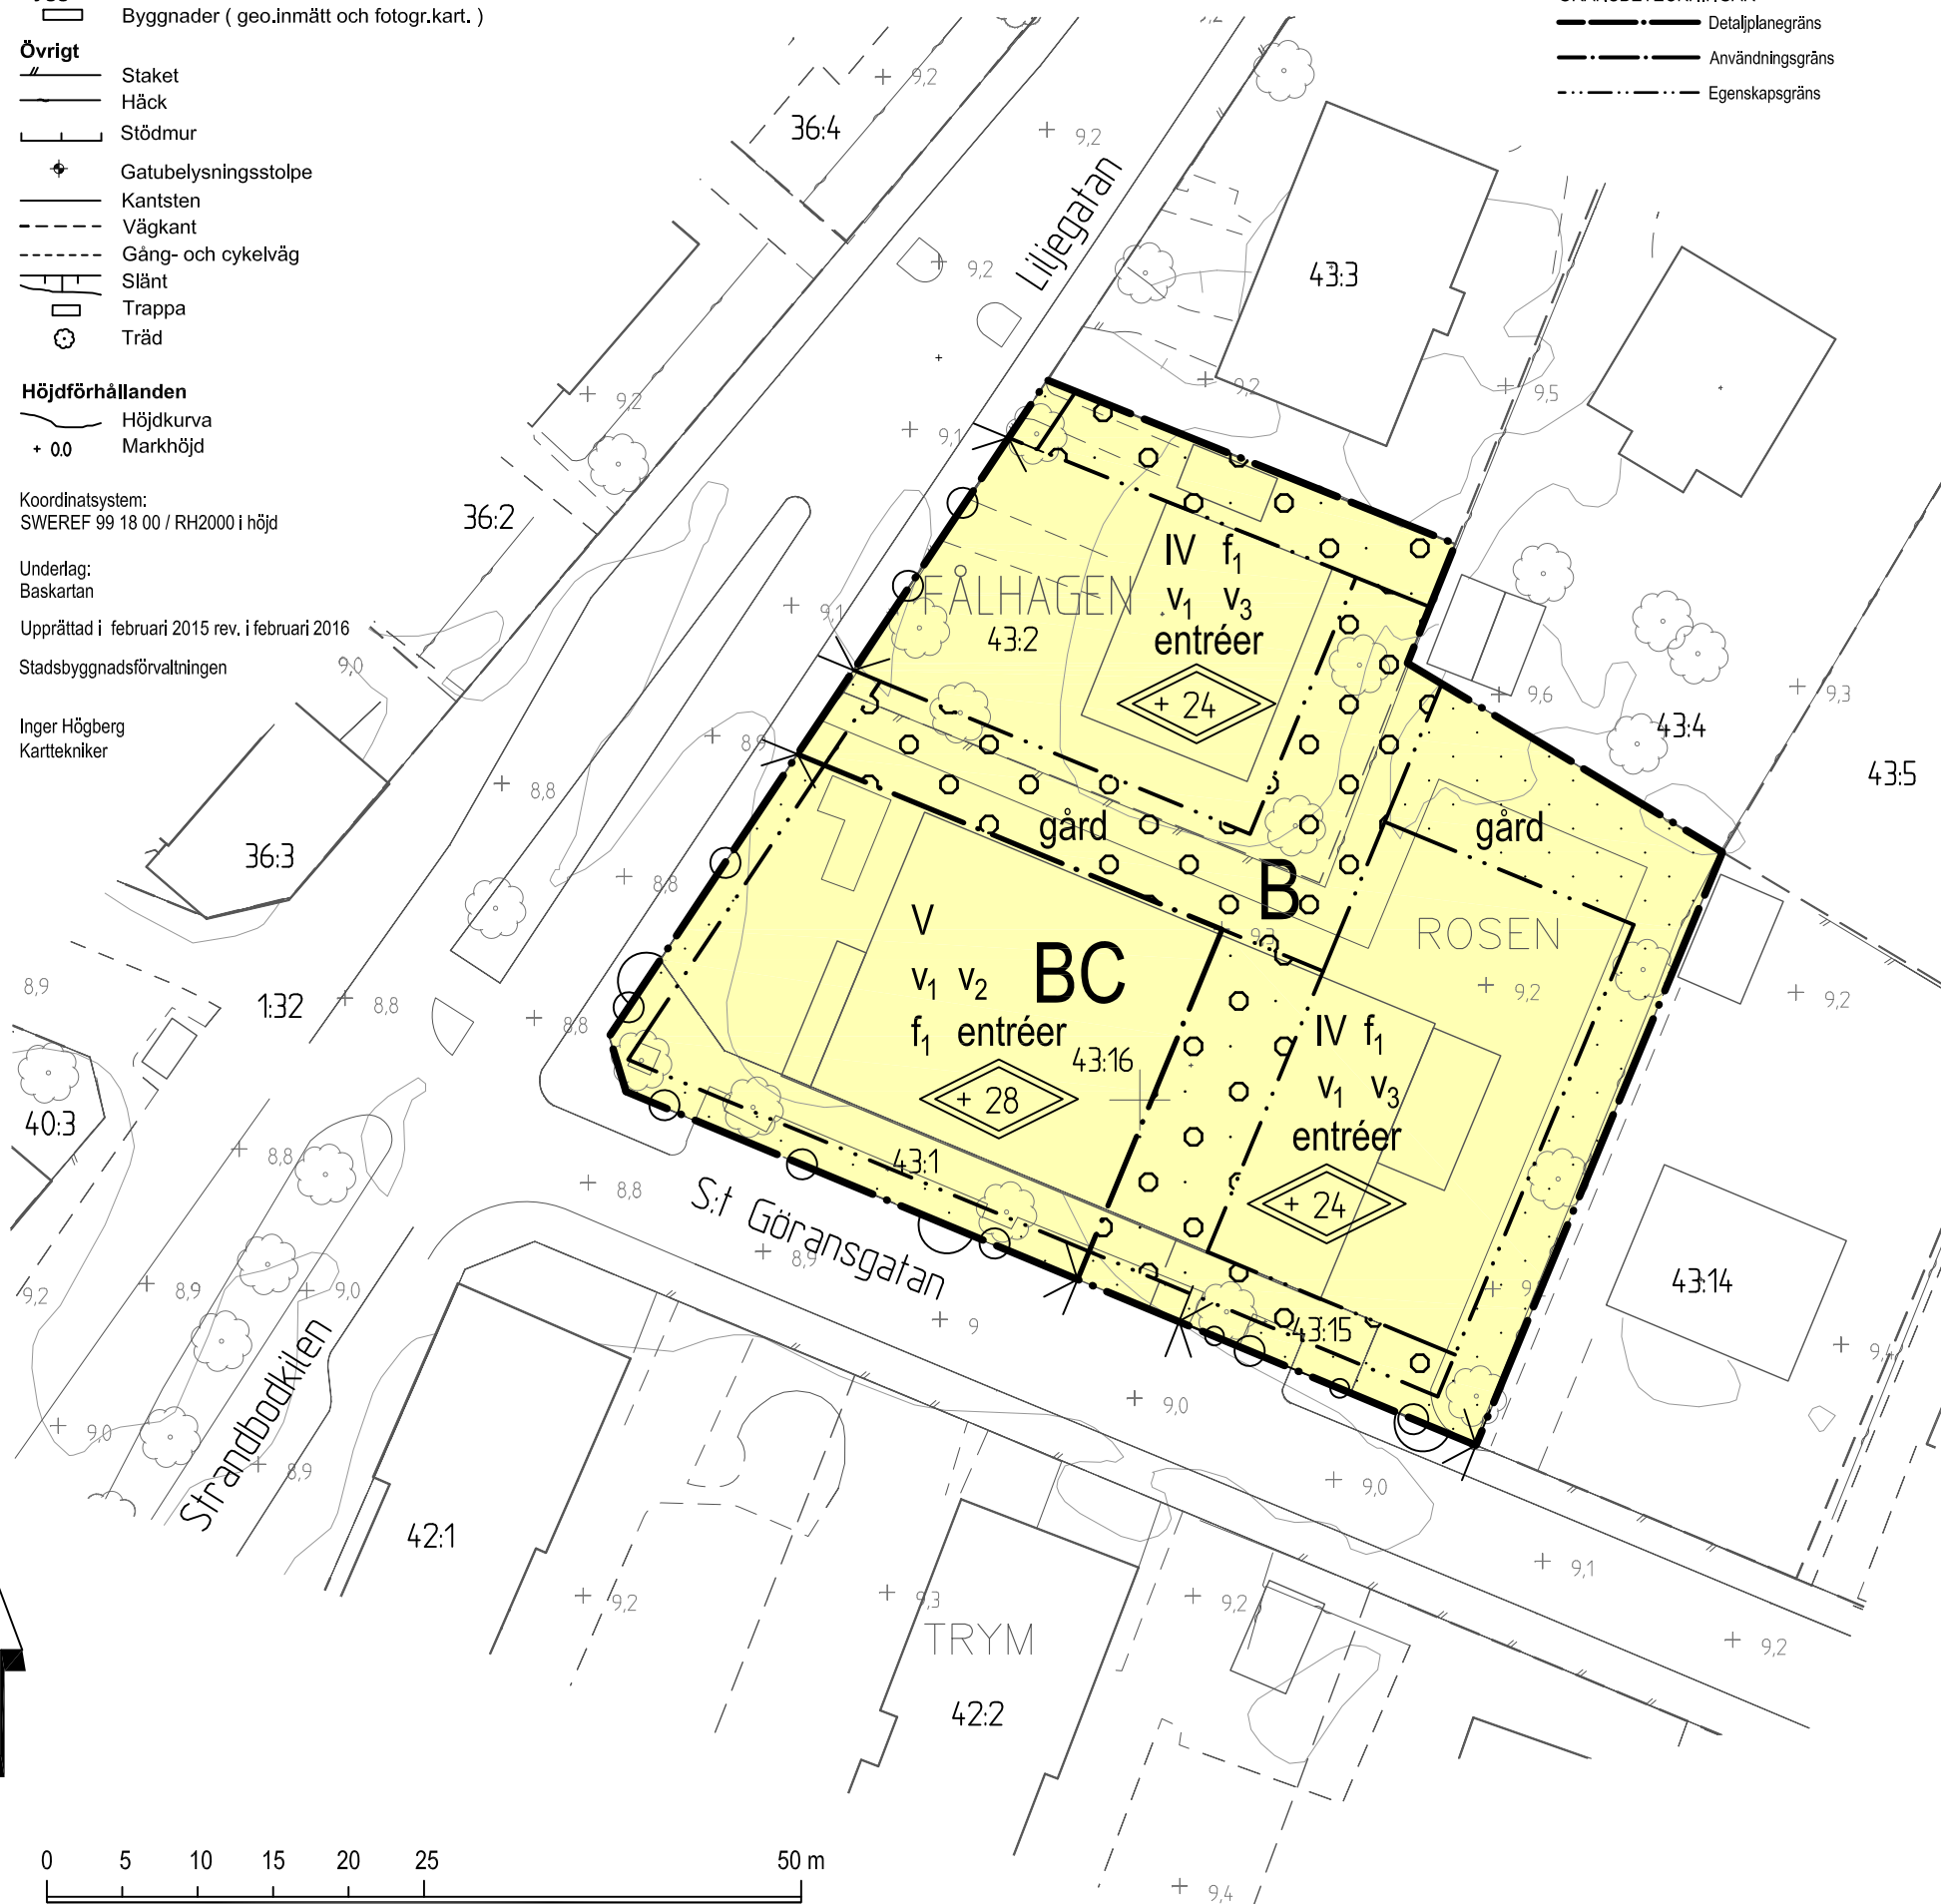 Byggnader ( geo.inmätt och fotogr.kart. )
Övrigt
Staket
Häck
Stödmur
Gatubelysningsstolpe
Kantsten
Vägkant
Gång- och cykelväg
Slänt
Trappa
Träd
Höjdförhållanden
Höjdkurva
+ 0.0 Markhöjd
Koordinatsystem:
SWEREF 99 18 00 / RH2000 i höjd
Underlag:
Baskartan
Upprättad i februari 2015 rev. i februari 2016
Stadsbyggnadsförvaltningen
Inger Högberg
Karttekniker
Detaljplanegräns
Användningsgräns
Egenskapsgräns
9,2
36:4
9,2
Liljegatan
9,2
43:3
9,2
9,2
9,5
9,1
36:2
IV f1
FÅLHAGEN
v1 v3
9,1
43:2
entréer
9,0
+ 24
9,6
9,3
43:4
8,9
43:5
8,8
gård
gård
36:3
8,8
B
V
ROSEN
9,3
BC
v1 v2
8,9
9,2
9,2
1:32
8,8
8,8
f1 entréer
IV f1
43:16
v1 v3
+ 28
40:3
entréer
8,8
43:1
8,8
+ 24
S:t Göransgatan
8,9
43:14
9,2
8,9
9,0
9
43:15
9,4
Strandbodkilen
9,0
9,0
8,9
9,0
42:1
9,1
9,2
9,3
9,2
TRYM
9,2
42:2
0 5 10 15 20 25 50 m
9,4